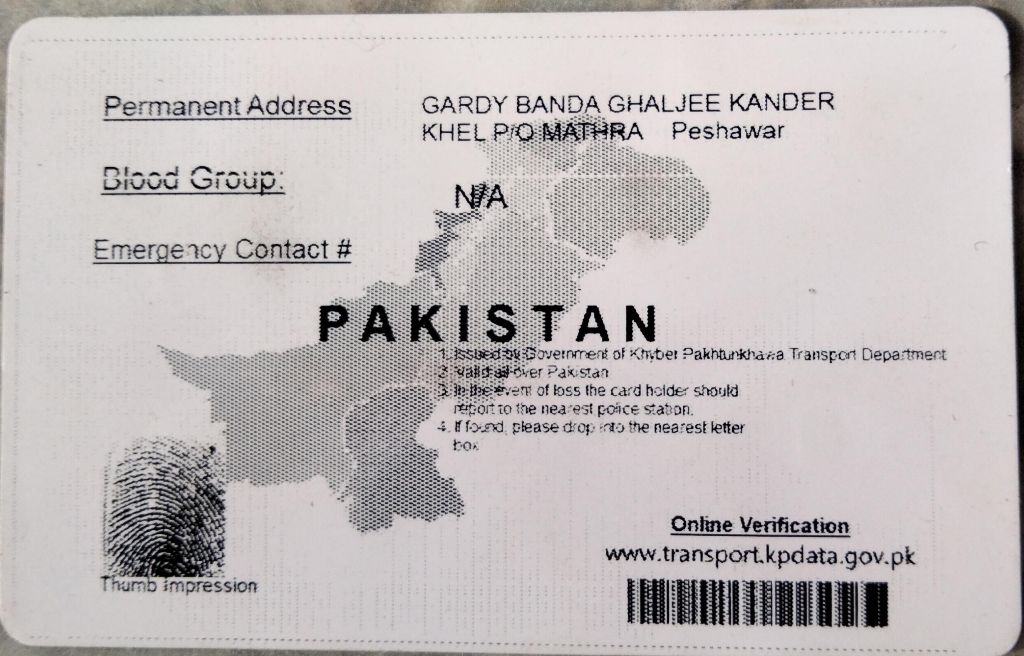 Permanent Address GARDY BANDA GHALJEE KANDER
KHEL P/O MATHRA Peshawar
Blood Group: N/A
Emergency Contact #
PAKISTAN
1. Issued by Government of Khyber Pakhtunkhawa Transport Department
2. Valid all over Pakistan
3. In the event of loss the card holder should
report to the nearest police station.
4. If found, please drop into the nearest letter
box.
Thumb Impression
Online Verification
www.transport.kpdata.gov.pk